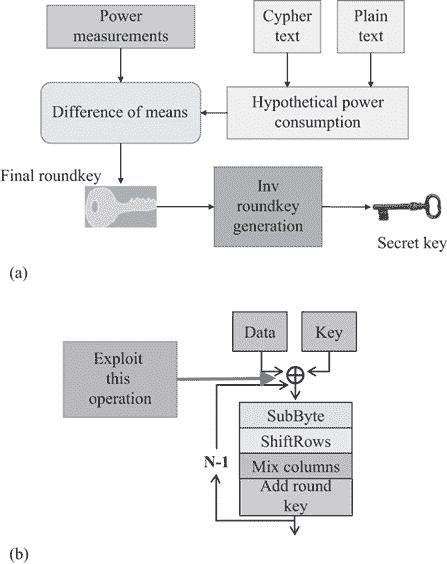 Power
measurements
Cypher
text
Plain
text
Difference of means
Hypothetical power
consumption
Final roundkey
Inv
roundkey
generation
Secret key
(a)
Data
Key
Exploit
this
operation
SubByte
ShiftRows
N-1
Mix columns
Add round
key
(b)